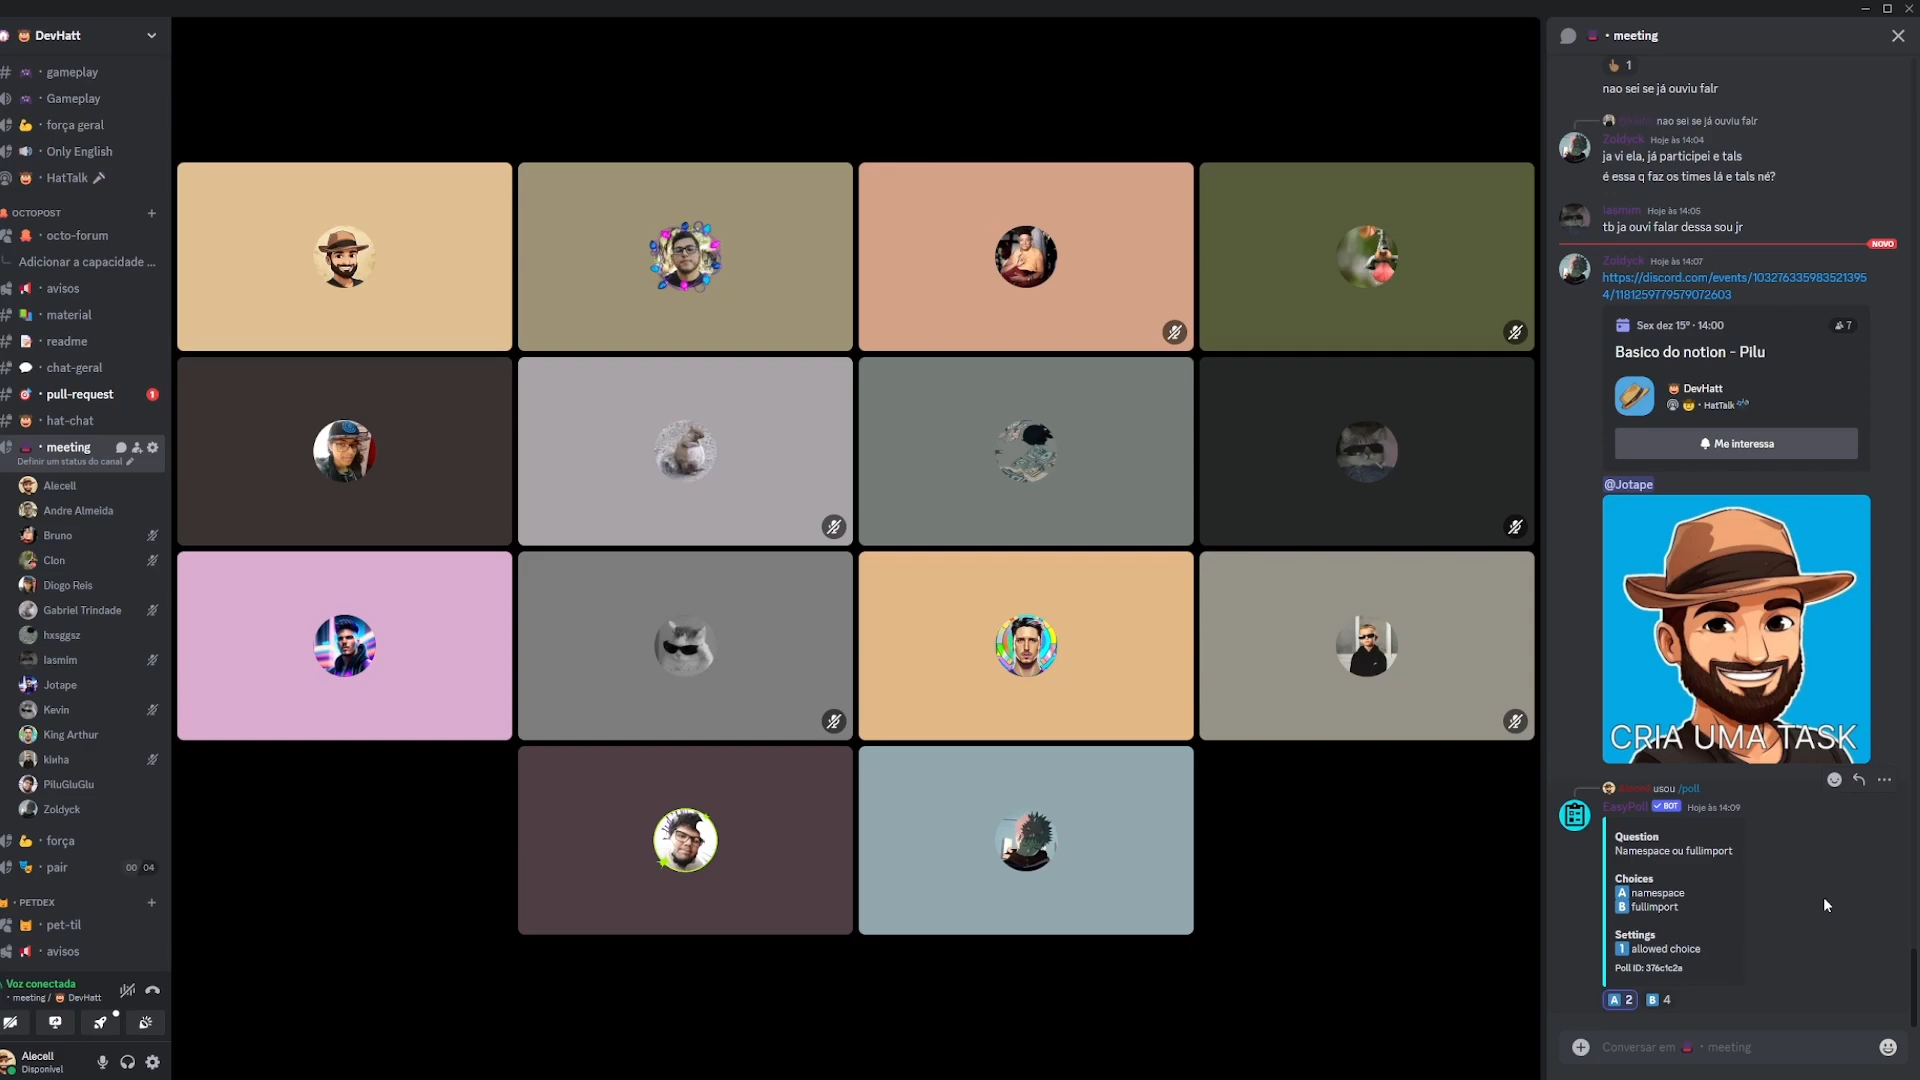 DevHatt
gameplay
Gameplay
força geral
Only English
HatTalk
OCTOPOST
octo-forum
Adicionar a capacidade ...
avisos
material
readme
chat-geral
pull-request 1
hat-chat
meeting
Definir um status do canal
Alecell
Andre Almeida
Bruno
Clon
Diogo Reis
Gabriel Trindade
hxsggsz
Iasmim
Jotape
Kevin
King Arthur
PiluGluGlu
Zoldyck
força
pair 00 04
PETDEX
pet-til
avisos
Voz conectada
meeting / DevHatt
Alecell
Disponível
meeting
1
nao sei se já ouviu falr
nao sei se já ouviu falr
Zoldyck Hoje às 14:04
ja vi ela, já participei e tals
é essa q faz os times lá e tals né?
Iasmim Hoje às 14:05
tb ja ouvi falar dessa sou jr
NOVO
Zoldyck Hoje às 14:07
https://discord.com/events/103276335983521395
4/1181259779579072603
Sex dez 15º · 14:00 7
Basico do notion - Pilu
DevHatt
HatTalk
Me interessa
@Jotape
CRIA UMA TASK
Alecell usou /poll
EasyPoll BOT Hoje às 14:09
Question
Namespace ou fullimport
Choices
A namespace
B fullimport
Settings
1 allowed choice
Poll ID: 376c1c2a
A 2 B 4
Conversar em meeting